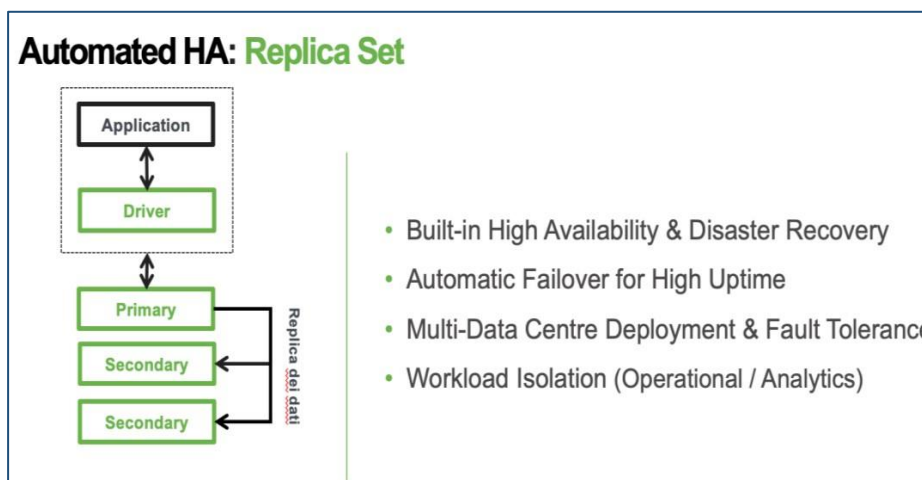 Automated HA: Replica Set
Application
Driver
Primary
Secondary
Secondary
Replica dei dati
• Built-in High Availability & Disaster Recovery
• Automatic Failover for High Uptime
• Multi-Data Centre Deployment & Fault Tolerance
• Workload Isolation (Operational / Analytics)